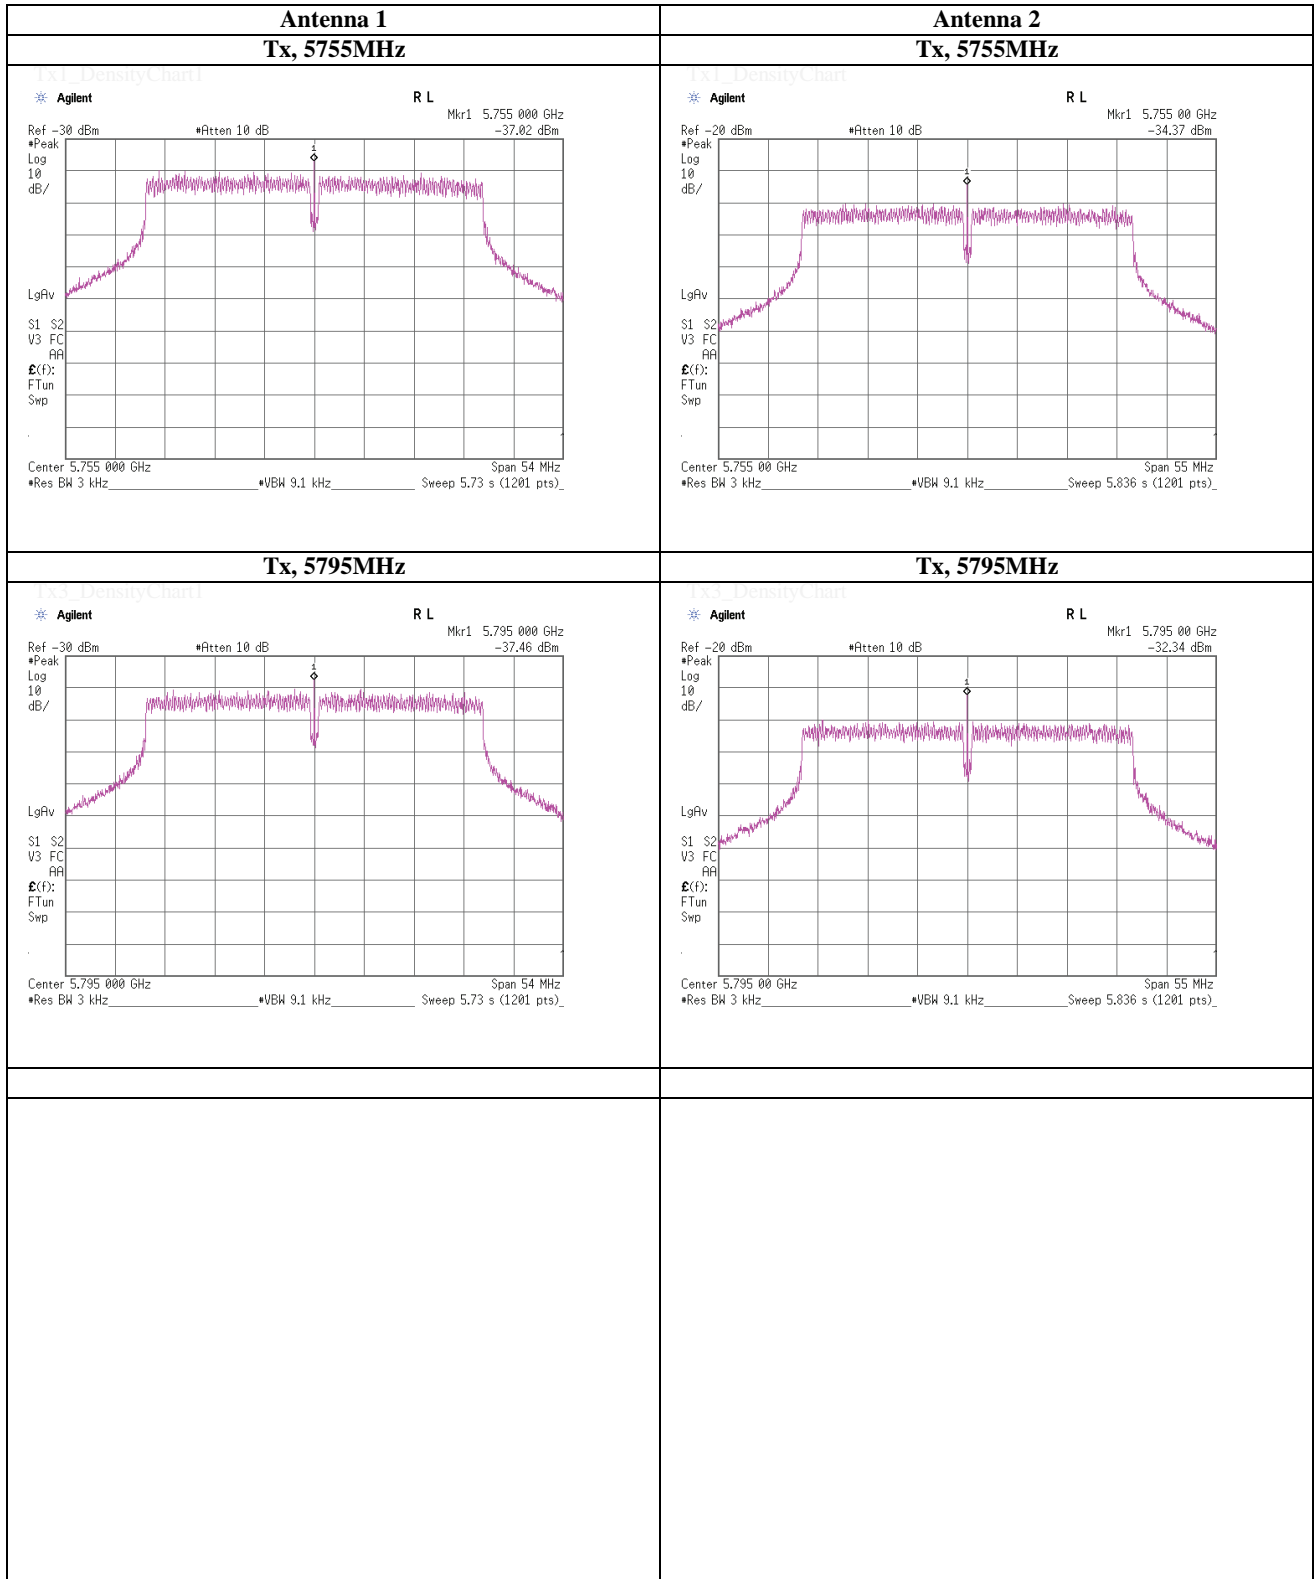 Antenna 1
Antenna 2
Tx, 5755MHz
Tx, 5755MHz
Tx1_DensityChart1
Agilent
R L
Mkr1 5.755 000 GHz
Ref -30 dBm
#Atten 10 dB
-37.02 dBm
#Peak
Log
10
dB/
1
LgAv
S1 S2
V3 FC
AA
£(f):
FTun
Swp
Center 5.755 000 GHz
Span 54 MHz
#Res BW 3 kHz
#VBW 9.1 kHz
Sweep 5.73 s (1201 pts)
Tx1_DensityChart
Agilent
R L
Mkr1 5.755 00 GHz
Ref -20 dBm
#Atten 10 dB
-34.37 dBm
#Peak
Log
10
dB/
1
LgAv
S1 S2
V3 FC
AA
£(f):
FTun
Swp
Center 5.755 00 GHz
Span 55 MHz
#Res BW 3 kHz
#VBW 9.1 kHz
Sweep 5.836 s (1201 pts)
Tx, 5795MHz
Tx, 5795MHz
Tx3_DensityChart1
Agilent
R L
Mkr1 5.795 000 GHz
Ref -30 dBm
#Atten 10 dB
-37.46 dBm
#Peak
Log
10
dB/
1
LgAv
S1 S2
V3 FC
AA
£(f):
FTun
Swp
Center 5.795 000 GHz
Span 54 MHz
#Res BW 3 kHz
#VBW 9.1 kHz
Sweep 5.73 s (1201 pts)
Tx3_DensityChart
Agilent
R L
Mkr1 5.795 00 GHz
Ref -20 dBm
#Atten 10 dB
-32.34 dBm
#Peak
Log
10
dB/
1
LgAv
S1 S2
V3 FC
AA
£(f):
FTun
Swp
Center 5.795 00 GHz
Span 55 MHz
#Res BW 3 kHz
#VBW 9.1 kHz
Sweep 5.836 s (1201 pts)